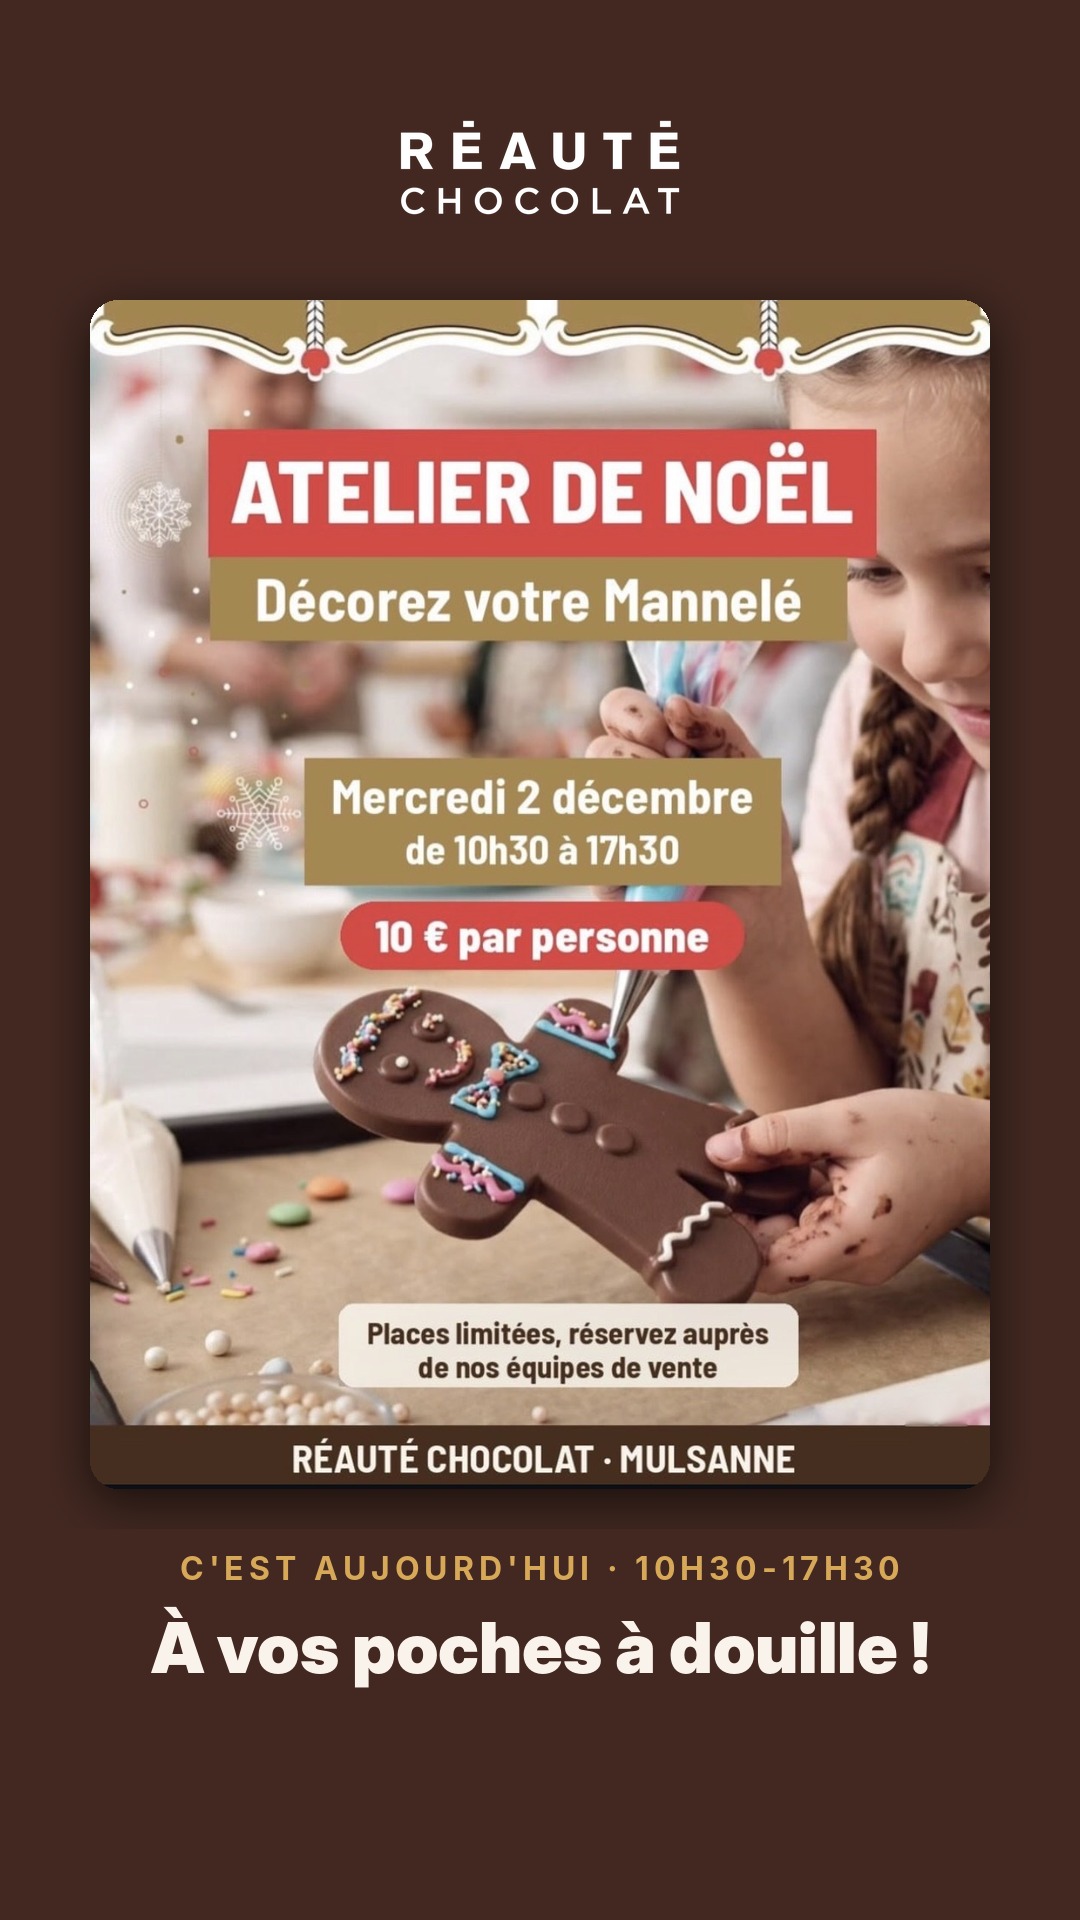 RÉAUTÉ
CHOCOLAT
ATELIER DE NOËL
Décorez votre Mannelé
Mercredi 2 décembre
de 10h30 à 17h30
10 € par personne
Places limitées, réservez auprès
de nos équipes de vente
RÉAUTÉ CHOCOLAT · MULSANNE
C'EST AUJOURD'HUI · 10H30-17H30
À vos poches à douille !